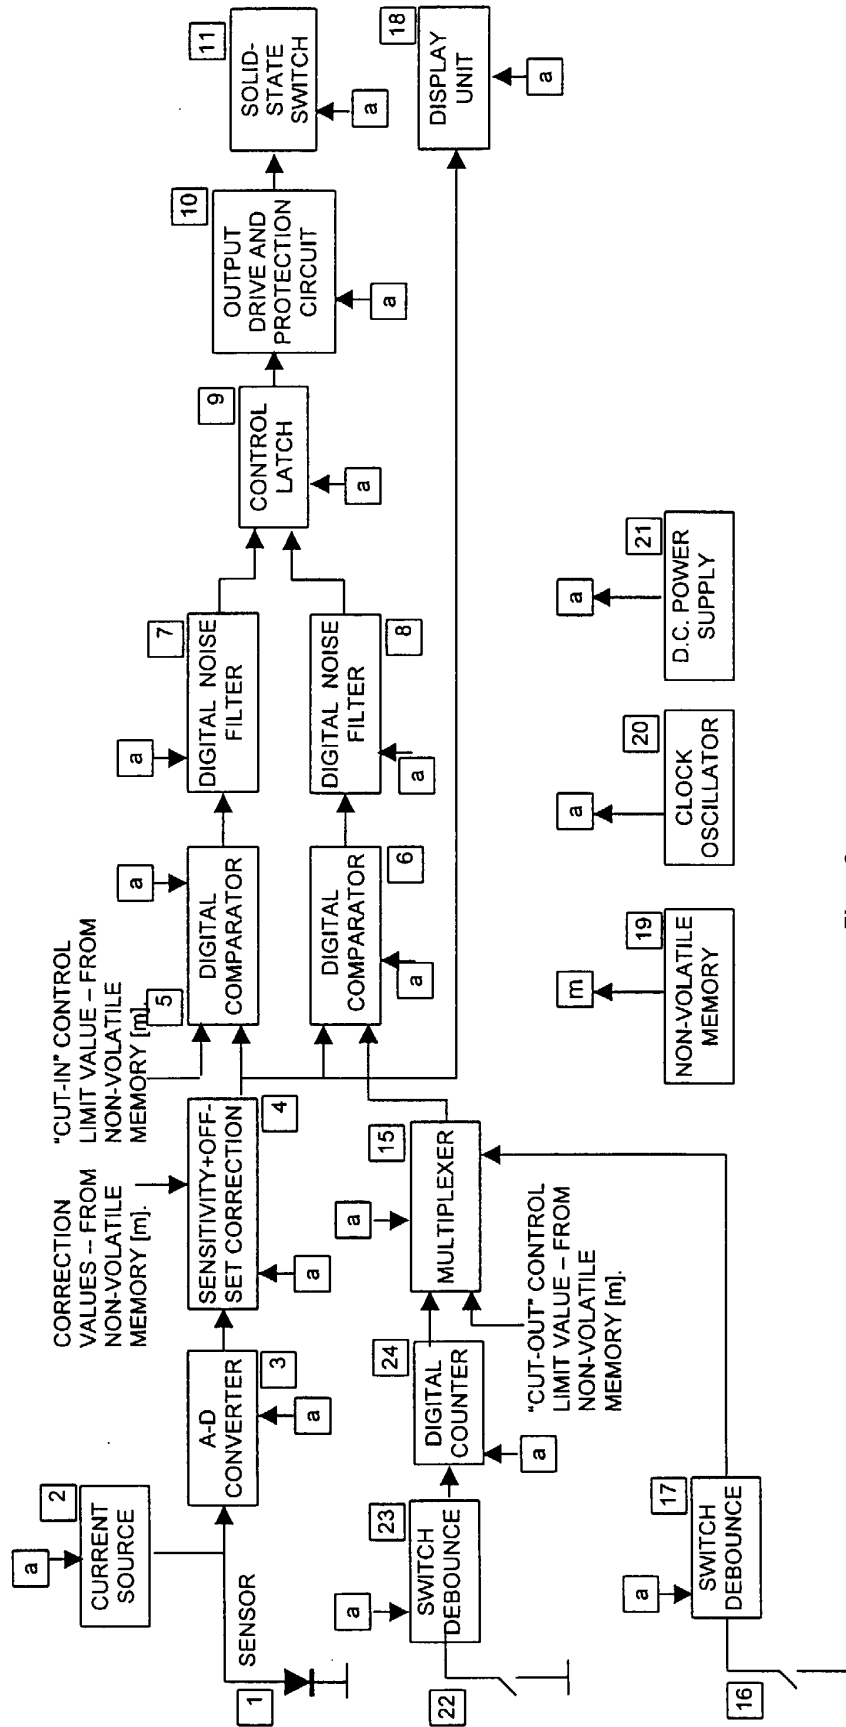 a
2
CURRENT
SOURCE
SENSOR
1
CORRECTION
VALUES -- FROM
NON-VOLATILE
MEMORY [m].
A-D
CONVERTER
3
a
SENSITIVITY+OFF-
SET CORRECTION
4
a
"CUT-IN" CONTROL
LIMIT VALUE – FROM
NON-VOLATILE
MEMORY [m].
5
DIGITAL
COMPARATOR
a
DIGITAL
COMPARATOR
6
a
7
DIGITAL NOISE
FILTER
a
DIGITAL NOISE
FILTER
8
a
9
CONTROL
LATCH
a
10
OUTPUT
DRIVE AND
PROTECTION
CIRCUIT
a
11
SOLID-
STATE
SWITCH
a
18
DISPLAY
UNIT
a
22
a
23
SWITCH
DEBOUNCE
24
DIGITAL
COUNTER
a
15
MULTIPLEXER
a
"CUT-OUT" CONTROL
LIMIT VALUE – FROM
NON-VOLATILE
MEMORY [m].
16
a
17
SWITCH
DEBOUNCE
m
19
NON-VOLATILE
MEMORY
a
20
CLOCK
OSCILLATOR
a
21
D.C. POWER
SUPPLY